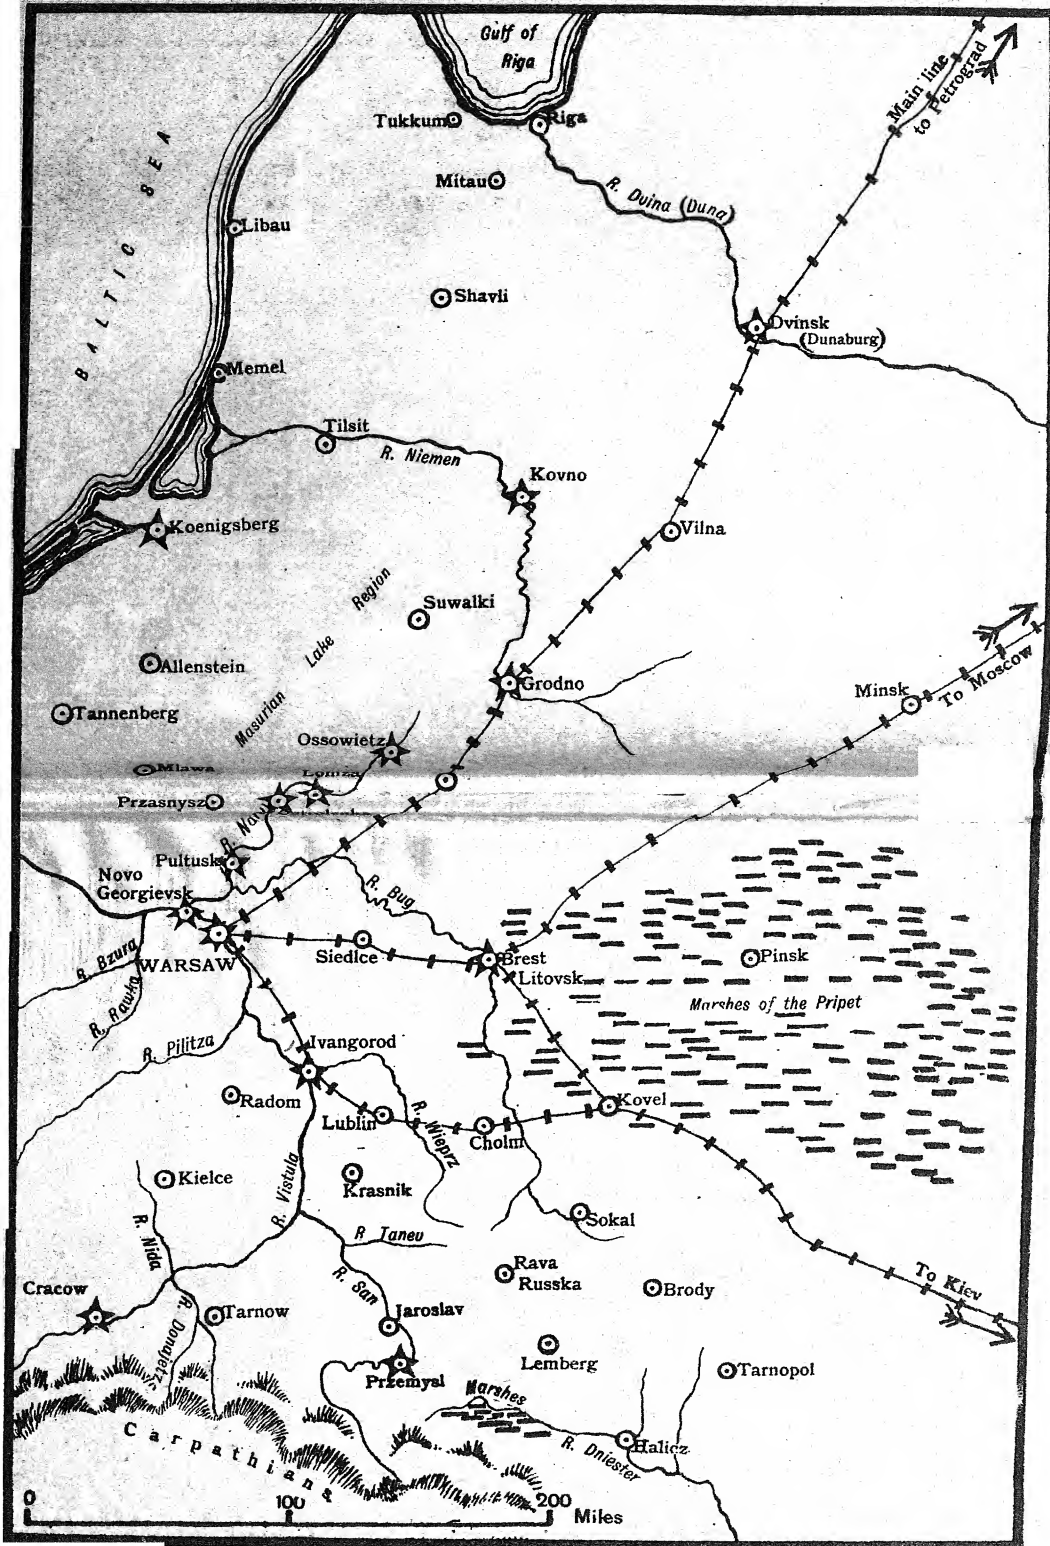 Gulf of
Riga
Main line
to Petrograd
Tukkum
Riga
BALTIC SEA
Mitau
R. Dvina (Duna)
Libau
Shavli
Dvinsk
(Dunaburg)
Memel
Tilsit
R. Niemen
Kovno
Koenigsberg
Vilna
Suwalki
Masurian Lake Region
Allenstein
Grodno
Minsk
To Moscow
Tannenberg
Ossowietz
Mlawa
Lomza
Przasnysz
Pultusk
Novo
Georgievsk
R. Bug
R. Bzura
WARSAW
Siedlce
Brest
Litovsk
Pinsk
R. Rawka
Marshes of the Pripet
R. Pilitza
Ivangorod
Radom
Lublin
R. Wieprz
Cholm
Kovel
Kielce
R. Vistula
Krasnik
R. Nida
R Tanev
Sokal
R. San
Rava
Russka
Brody
To Kiev
Cracow
R. Donajetz
Tarnow
Jaroslav
Lemberg
Tarnopol
Przemysl
Marshes
Carpathians
R. Dniester
Halicz
0 100 200
Miles